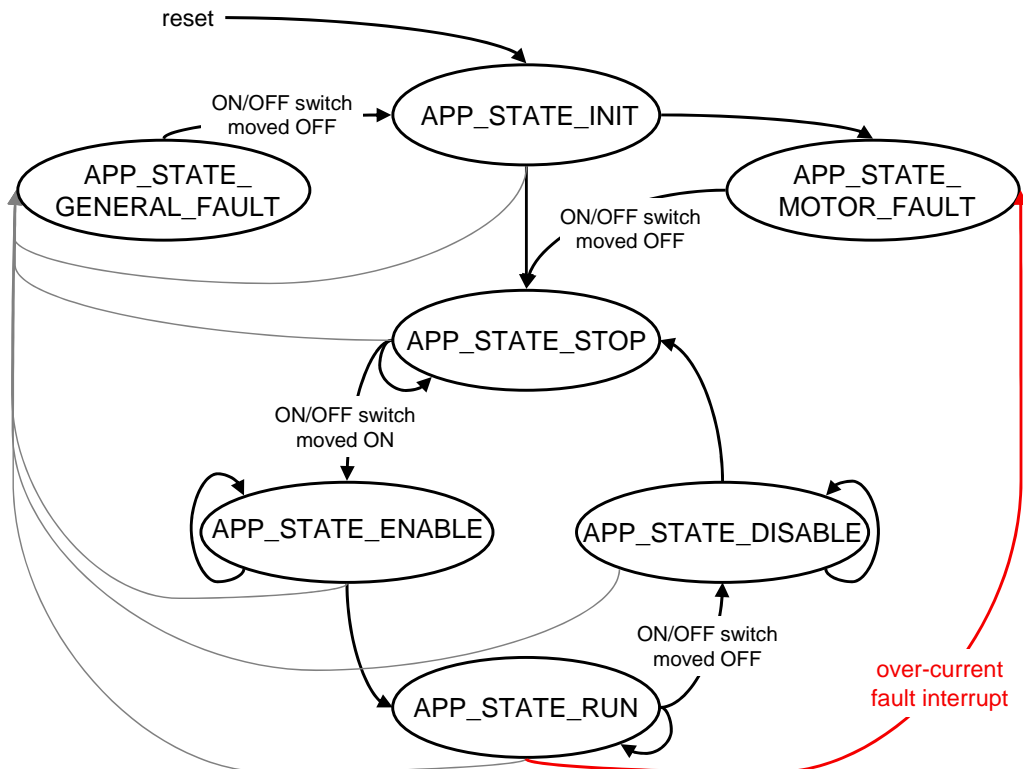 reset
ON/OFF switch
moved OFF
APP_STATE_INIT
APP_STATE_
GENERAL_FAULT
APP_STATE_
MOTOR_FAULT
ON/OFF switch
moved OFF
APP_STATE_STOP
ON/OFF switch
moved ON
APP_STATE_ENABLE
APP_STATE_DISABLE
ON/OFF switch
moved OFF
over-current
fault interrupt
APP_STATE_RUN